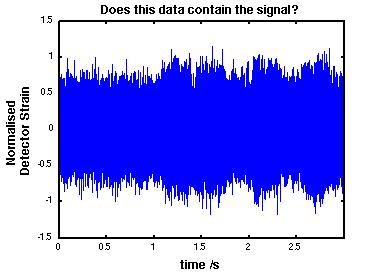 Does this data contain the signal?
1.5
1
0.5
0
-0.5
-1
-1.5
Normalised
Detector Strain
0 0.5 1 1.5 2 2.5
time /s